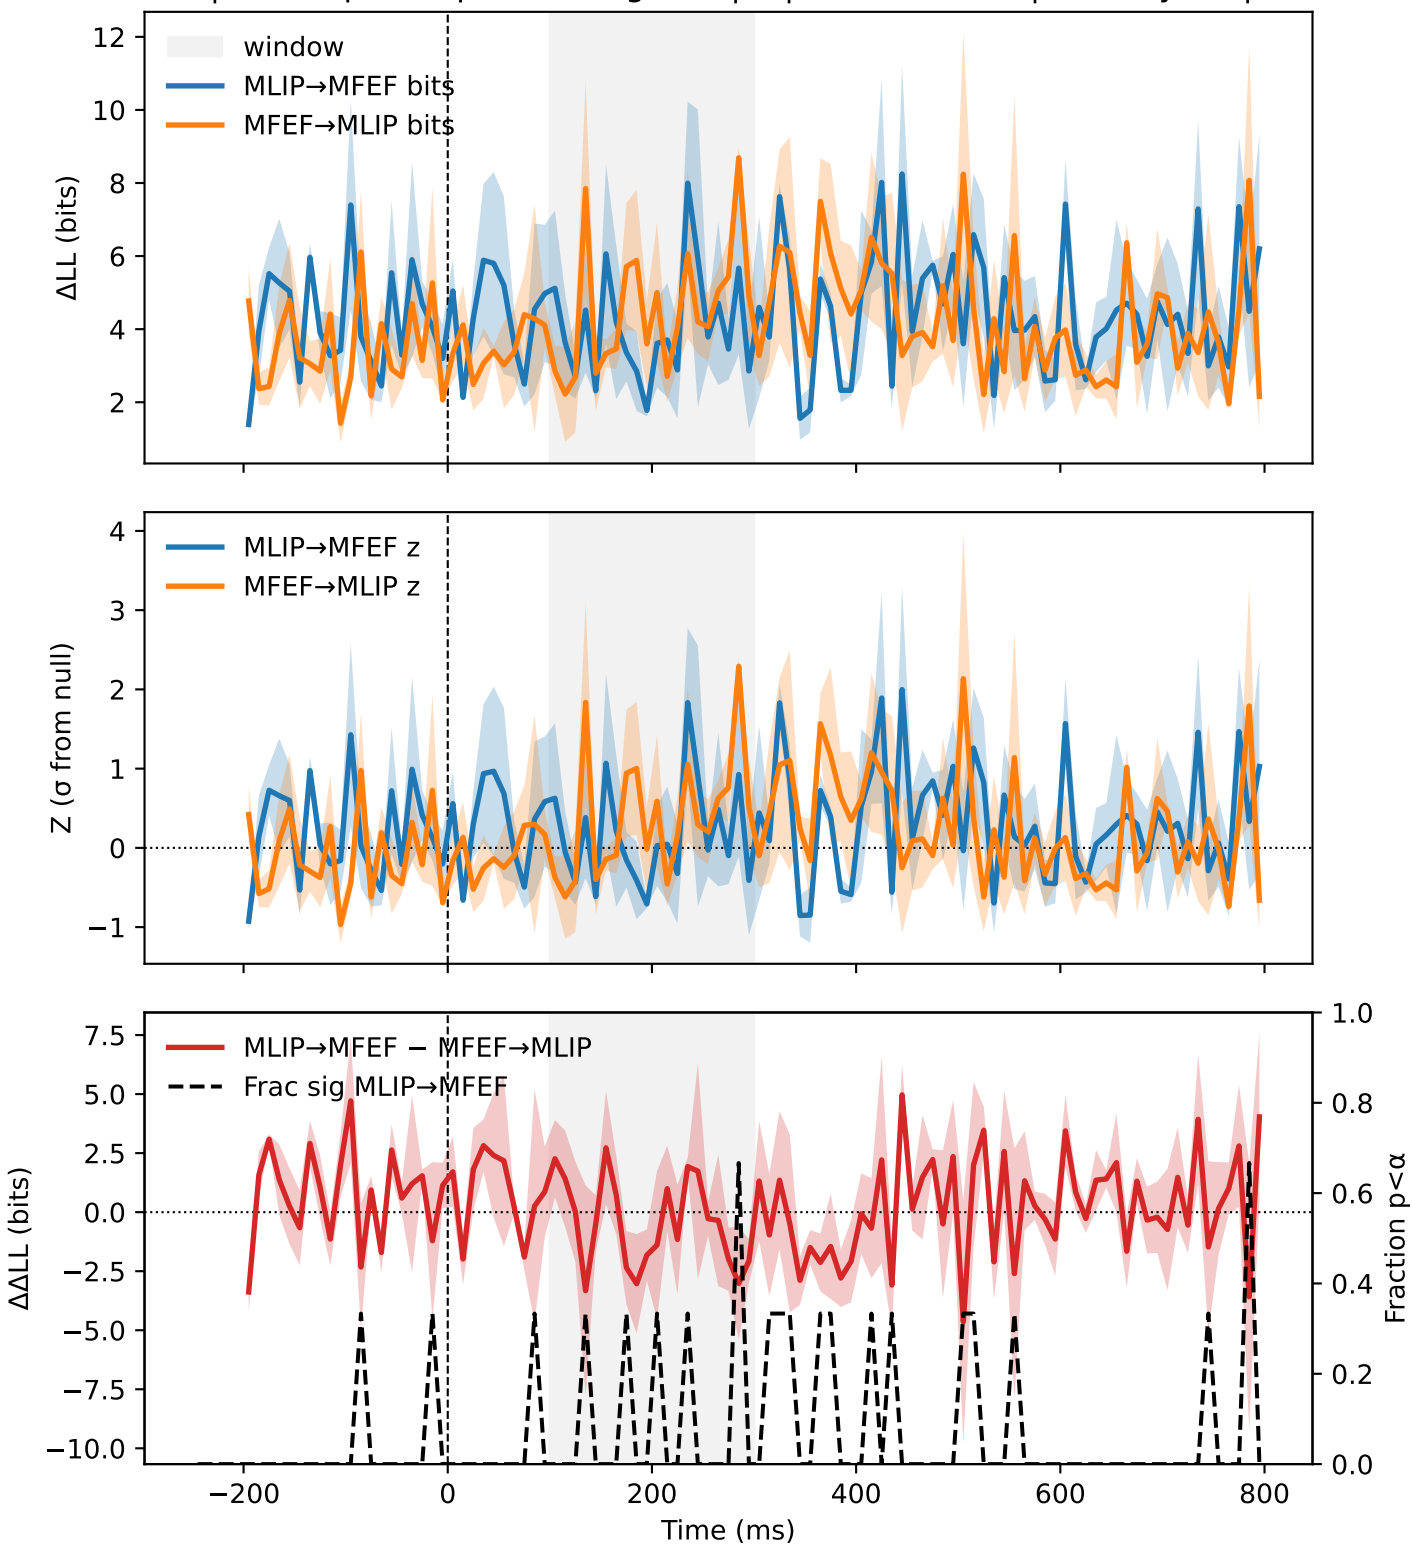 12
10
8
6
4
2
ΔLL (bits)
window
MLIP→MFEF bits
MFEF→MLIP bits
4
3
2
1
0
−1
Z (σ from null)
MLIP→MFEF z
MFEF→MLIP z
7.5
5.0
2.5
0.0
−2.5
−5.0
−7.5
−10.0
ΔΔLL (bits)
MLIP→MFEF − MFEF→MLIP
Frac sig MLIP→MFEF
1.0
0.8
0.6
0.4
0.2
0.0
Fraction p<α
−200 0 200 400 600 800
Time (ms)